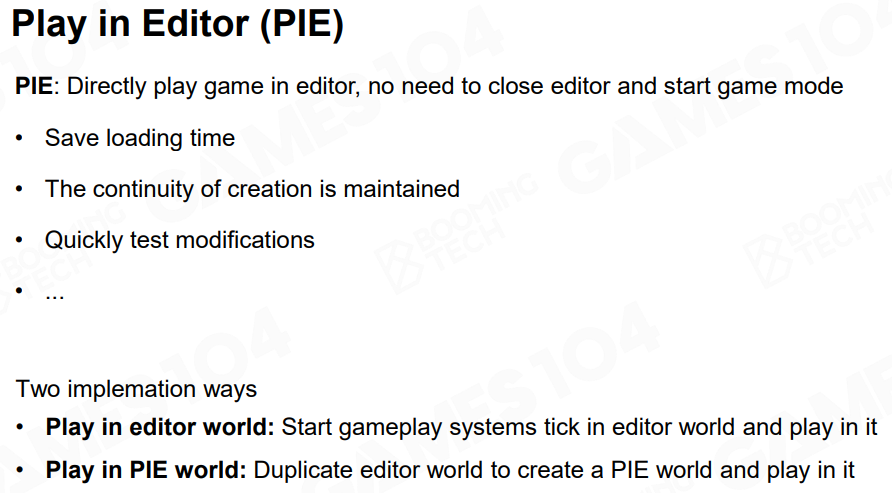 Play in Editor (PIE)
PIE: Directly play game in editor, no need to close editor and start game mode
• Save loading time
• The continuity of creation is maintained
• Quickly test modifications
• ...
Two implemation ways
• Play in editor world: Start gameplay systems tick in editor world and play in it
• Play in PIE world: Duplicate editor world to create a PIE world and play in it
GAMES104
BOOMING
TECH